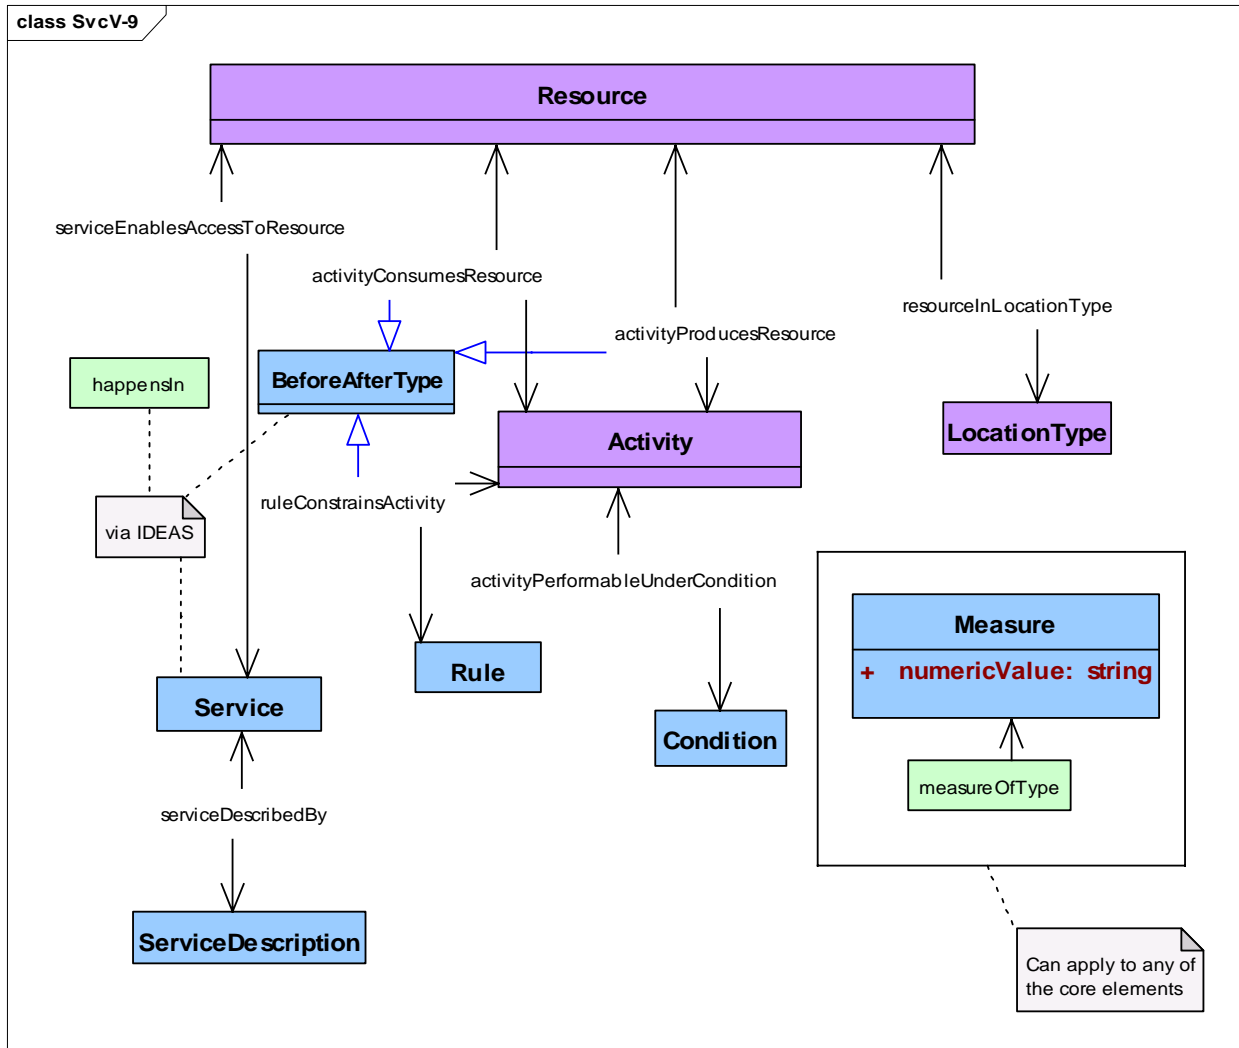 class SvcV-9
Resource
serviceEnablesAccessToResource
activityConsumesResource
resourceInLocationType
activityProducesResource
happensIn
BeforeAfterType
Activity
LocationType
ruleConstrainsActivity
via IDEAS
activityPerformableUnderCondition
Measure
+ numericValue: string
Rule
Service
Condition
measureOfType
serviceDescribedBy
ServiceDescription
Can apply to any of
the core elements